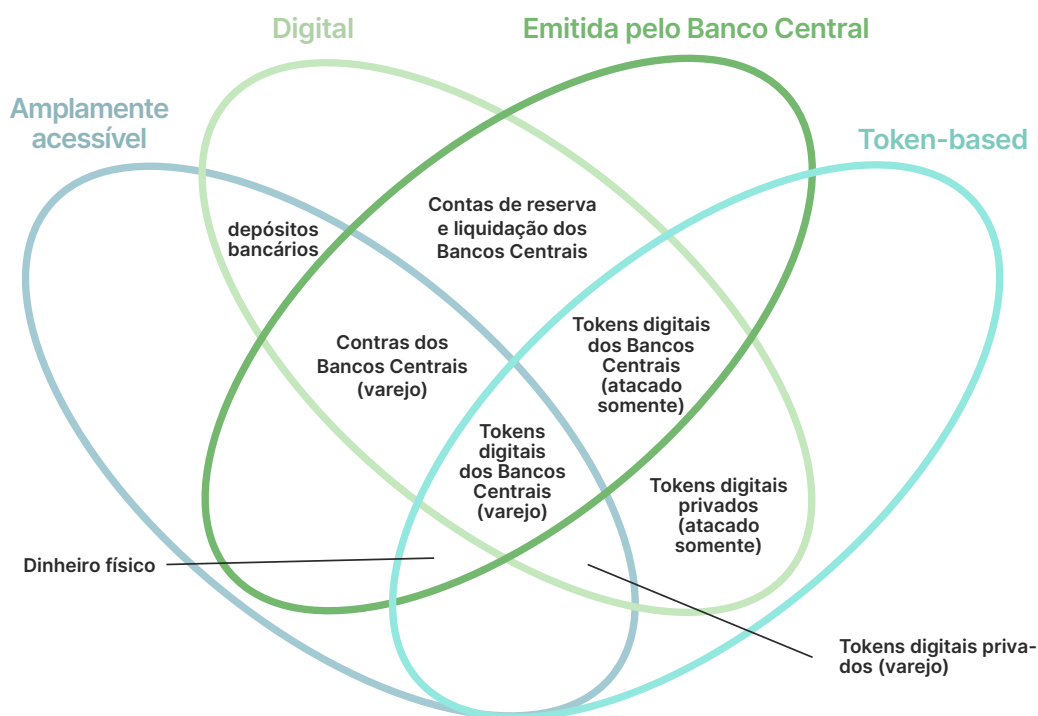 Digital
Emitida pelo Banco Central
Amplamente
acessível
Token-based
depósitos
bancários
Contas de reserva
e liquidação dos
Bancos Centrais
Contras dos
Bancos Centrais
(varejo)
Tokens digitais
dos Bancos
Centrais
(atacado
somente)
Tokens
digitais
dos Bancos
Centrais
(varejo)
Tokens digitais
privados
(atacado
somente)
Dinheiro físico
Tokens digitais priva-
dos (varejo)